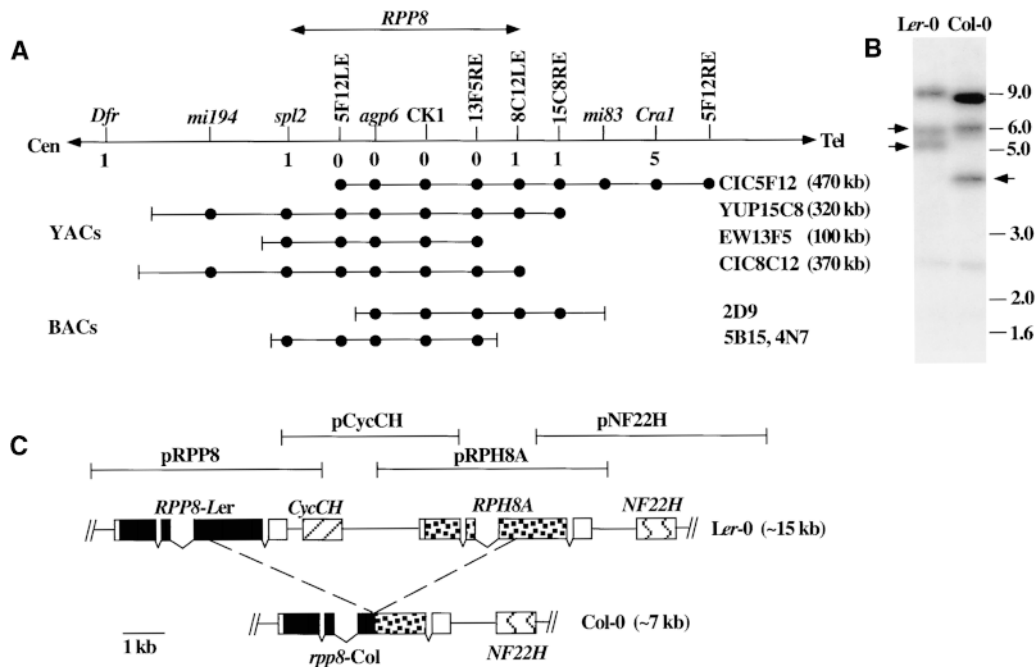 RPP8
A
Dfr mi194 spl2 5F12LE agp6 CK1 13F5RE 8C12LE 15C8RE mi83 Cra1 5F12RE
Cen Tel
1 1 0 0 0 0 1 1 5
CIC5F12 (470 kb)
YUP15C8 (320 kb)
YACs
EW13F5 (100 kb)
CIC8C12 (370 kb)
BACs
2D9
5B15, 4N7
B
Ler-0 Col-0
9.0
6.0
5.0
3.0
2.0
1.6
C
pCycCH pNF22H
pRPP8 pRPH8A
RPP8-Ler CycCH RPH8A NF22H
Ler-0 (~15 kb)
Col-0 (~7 kb)
1 kb
rpp8-Col NF22H